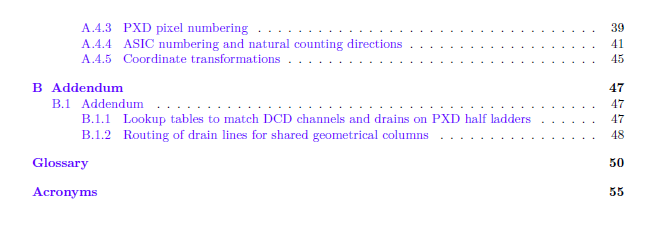 A.4.3 PXD pixel numbering . . . . . . . . . . . . . . . . . . . . . . . . . . . . . . . . 39
A.4.4 ASIC numbering and natural counting directions . . . . . . . . . . . . . . . . . . 41
A.4.5 Coordinate transformations . . . . . . . . . . . . . . . . . . . . . . . . . . . . . 45
B Addendum 47
B.1 Addendum . . . . . . . . . . . . . . . . . . . . . . . . . . . . . . . . . . . . . . . . . 47
B.1.1 Lookup tables to match DCD channels and drains on PXD half ladders . . . . . . 47
B.1.2 Routing of drain lines for shared geometrical columns . . . . . . . . . . . . . . . 48
Glossary 50
Acronyms 55